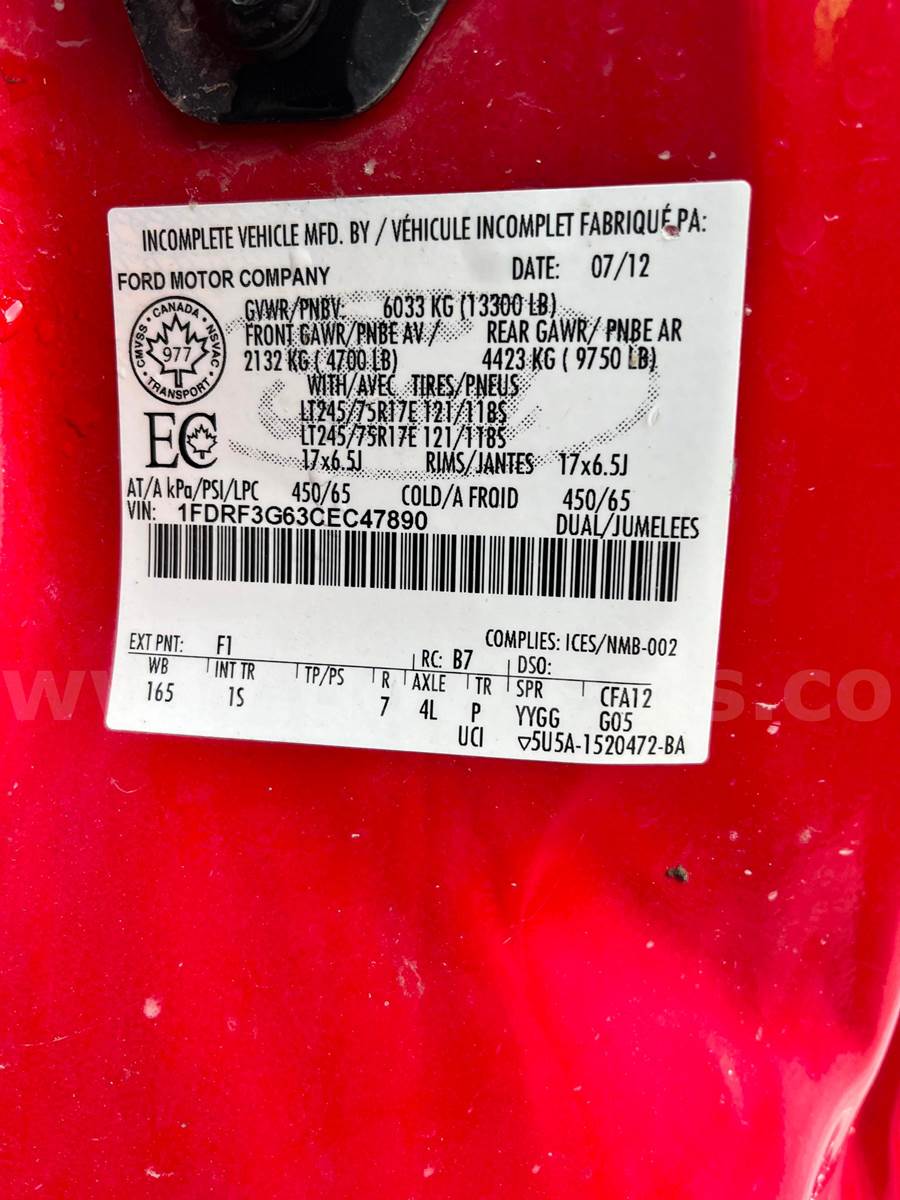 INCOMPLETE VEHICLE MFD. BY / VÉHICULE INCOMPLET FABRIQUÉ PA:
FORD MOTOR COMPANY DATE: 07/12
GVWR/PNBV: 6033 KG (13300 LB)
FRONT GAWR/PNBE AV / REAR GAWR/ PNBE AR
2132 KG ( 4700 LB) 4423 KG ( 9750 LB)
CMVSS • CANADA • NSVAC • TRANSPORT •
977
WITH/AVEC TIRES/PNEUS
LT245/75R17E 121/118S
LT245/75R17E 121/118S
EC
17x6.5J RIMS/JANTES 17x6.5J
AT/A kPa/PSI/LPC 450/65 COLD/A FROID 450/65
VIN: 1FDRF3G63CEC47890 DUAL/JUMELEES
EXT PNT: F1 COMPLIES: ICES/NMB-002
RC: B7 DSO:
WB INT TR TP/PS R AXLE TR SPR CFA12
165 1S 7 4L P YYGG G05
UCI ▽5U5A-1520472-BA